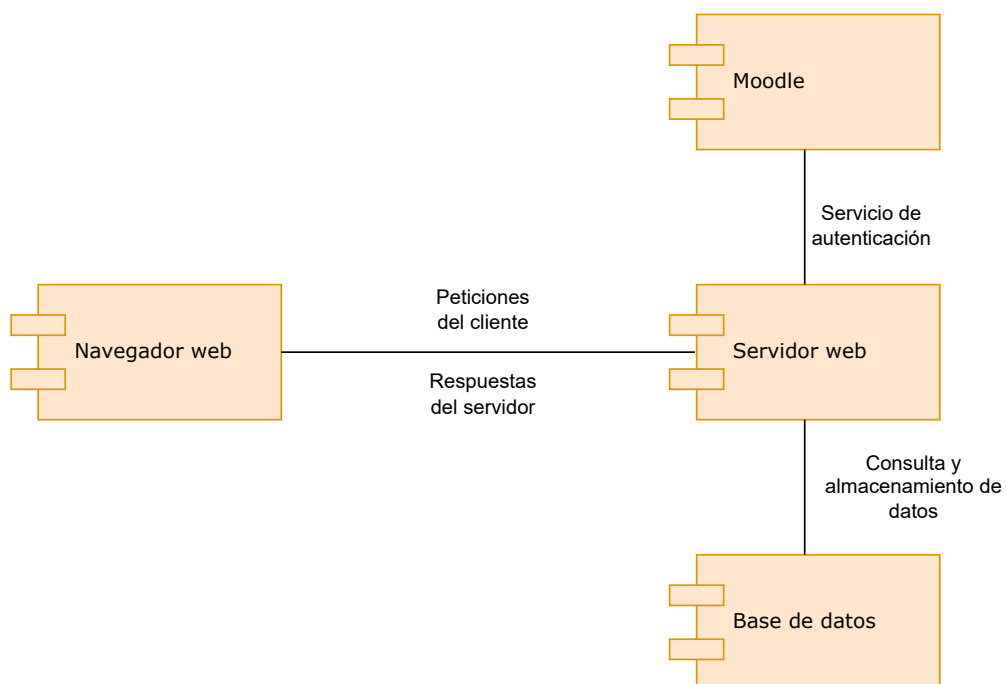 Moodle
Servicio de
autenticación
Peticiones
del cliente
Navegador web
Servidor web
Respuestas
del servidor
Consulta y
almacenamiento de
datos
Base de datos